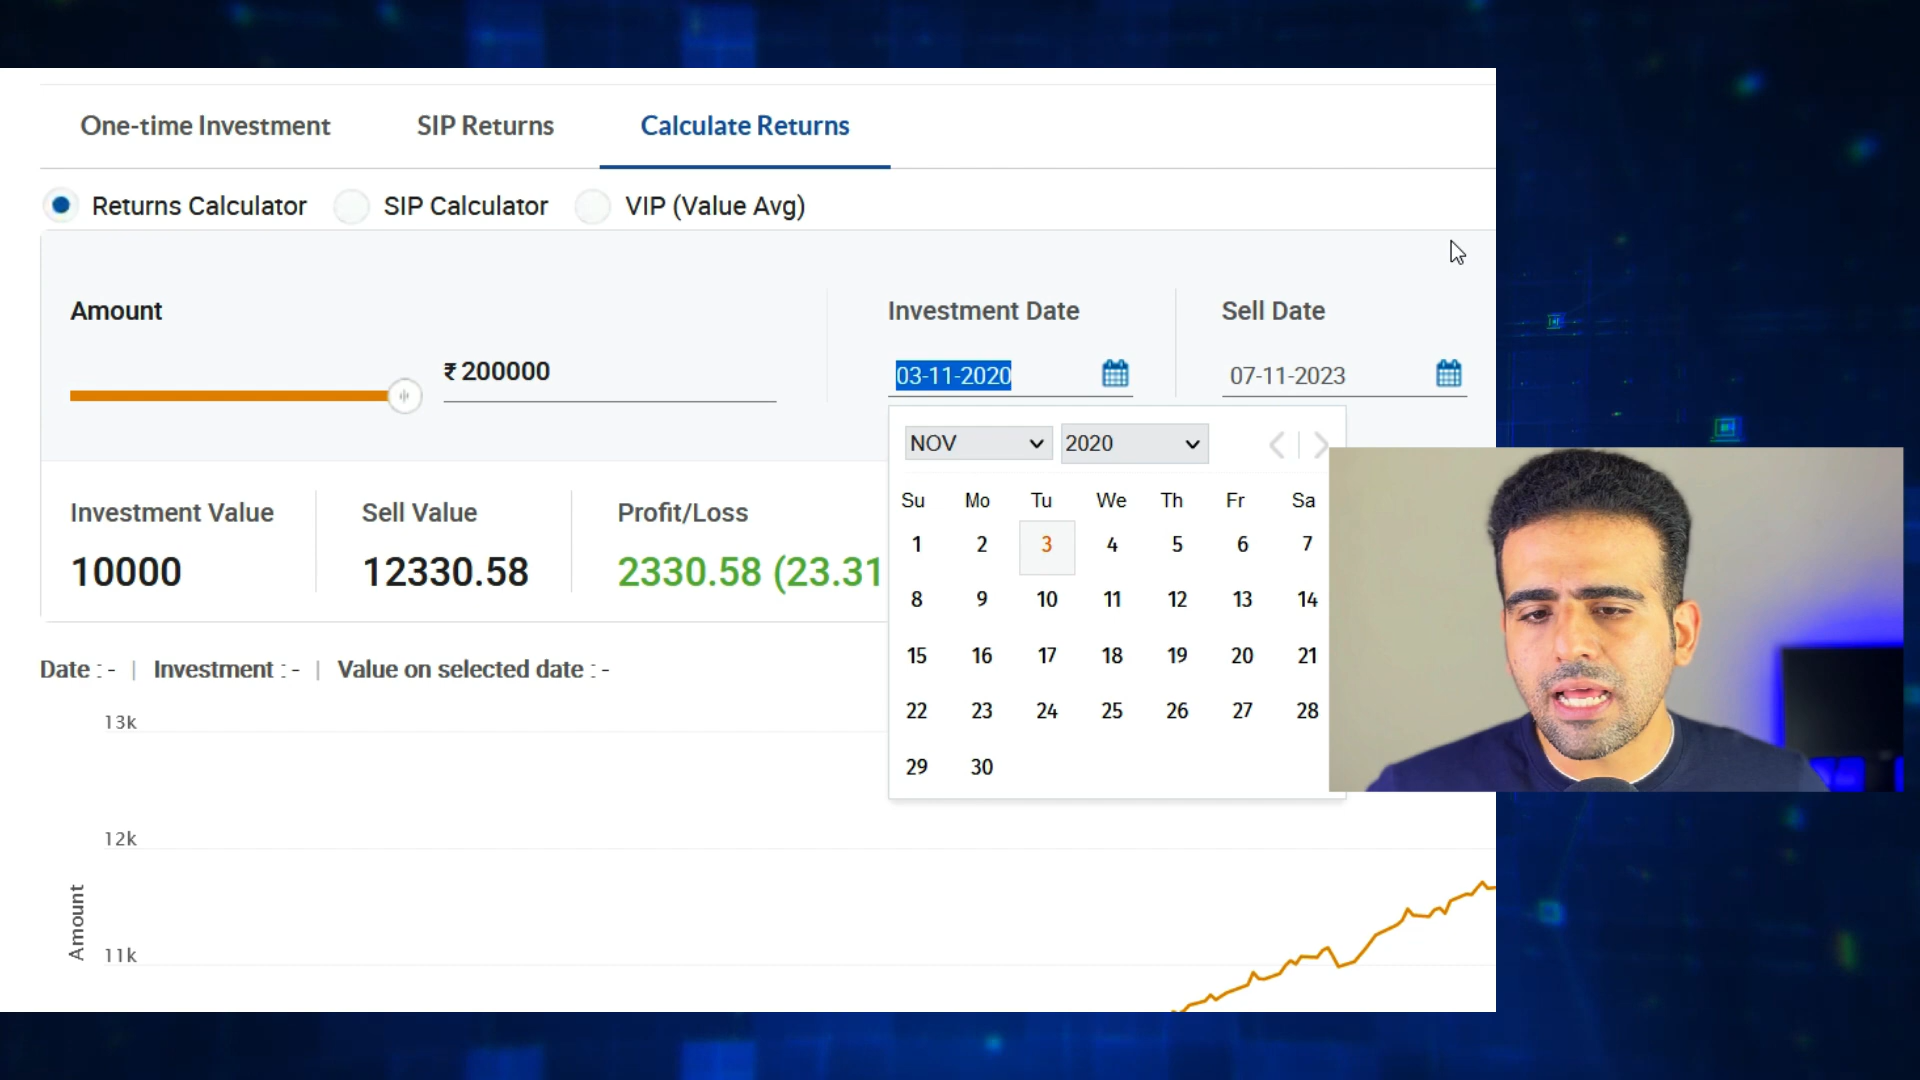 One-time Investment SIP Returns Calculate Returns
Returns Calculator SIP Calculator VIP (Value Avg)
Amount Investment Date Sell Date
₹ 200000 03-11-2020 07-11-2023
NOV 2020
Su Mo Tu We Th Fr Sa
1 2 3 4 5 6 7
8 9 10 11 12 13 14
15 16 17 18 19 20 21
22 23 24 25 26 27 28
29 30
Investment Value Sell Value Profit/Loss
10000 12330.58 2330.58 (23.31
Date : - | Investment : - | Value on selected date : -
13k
12k
11k
Amount